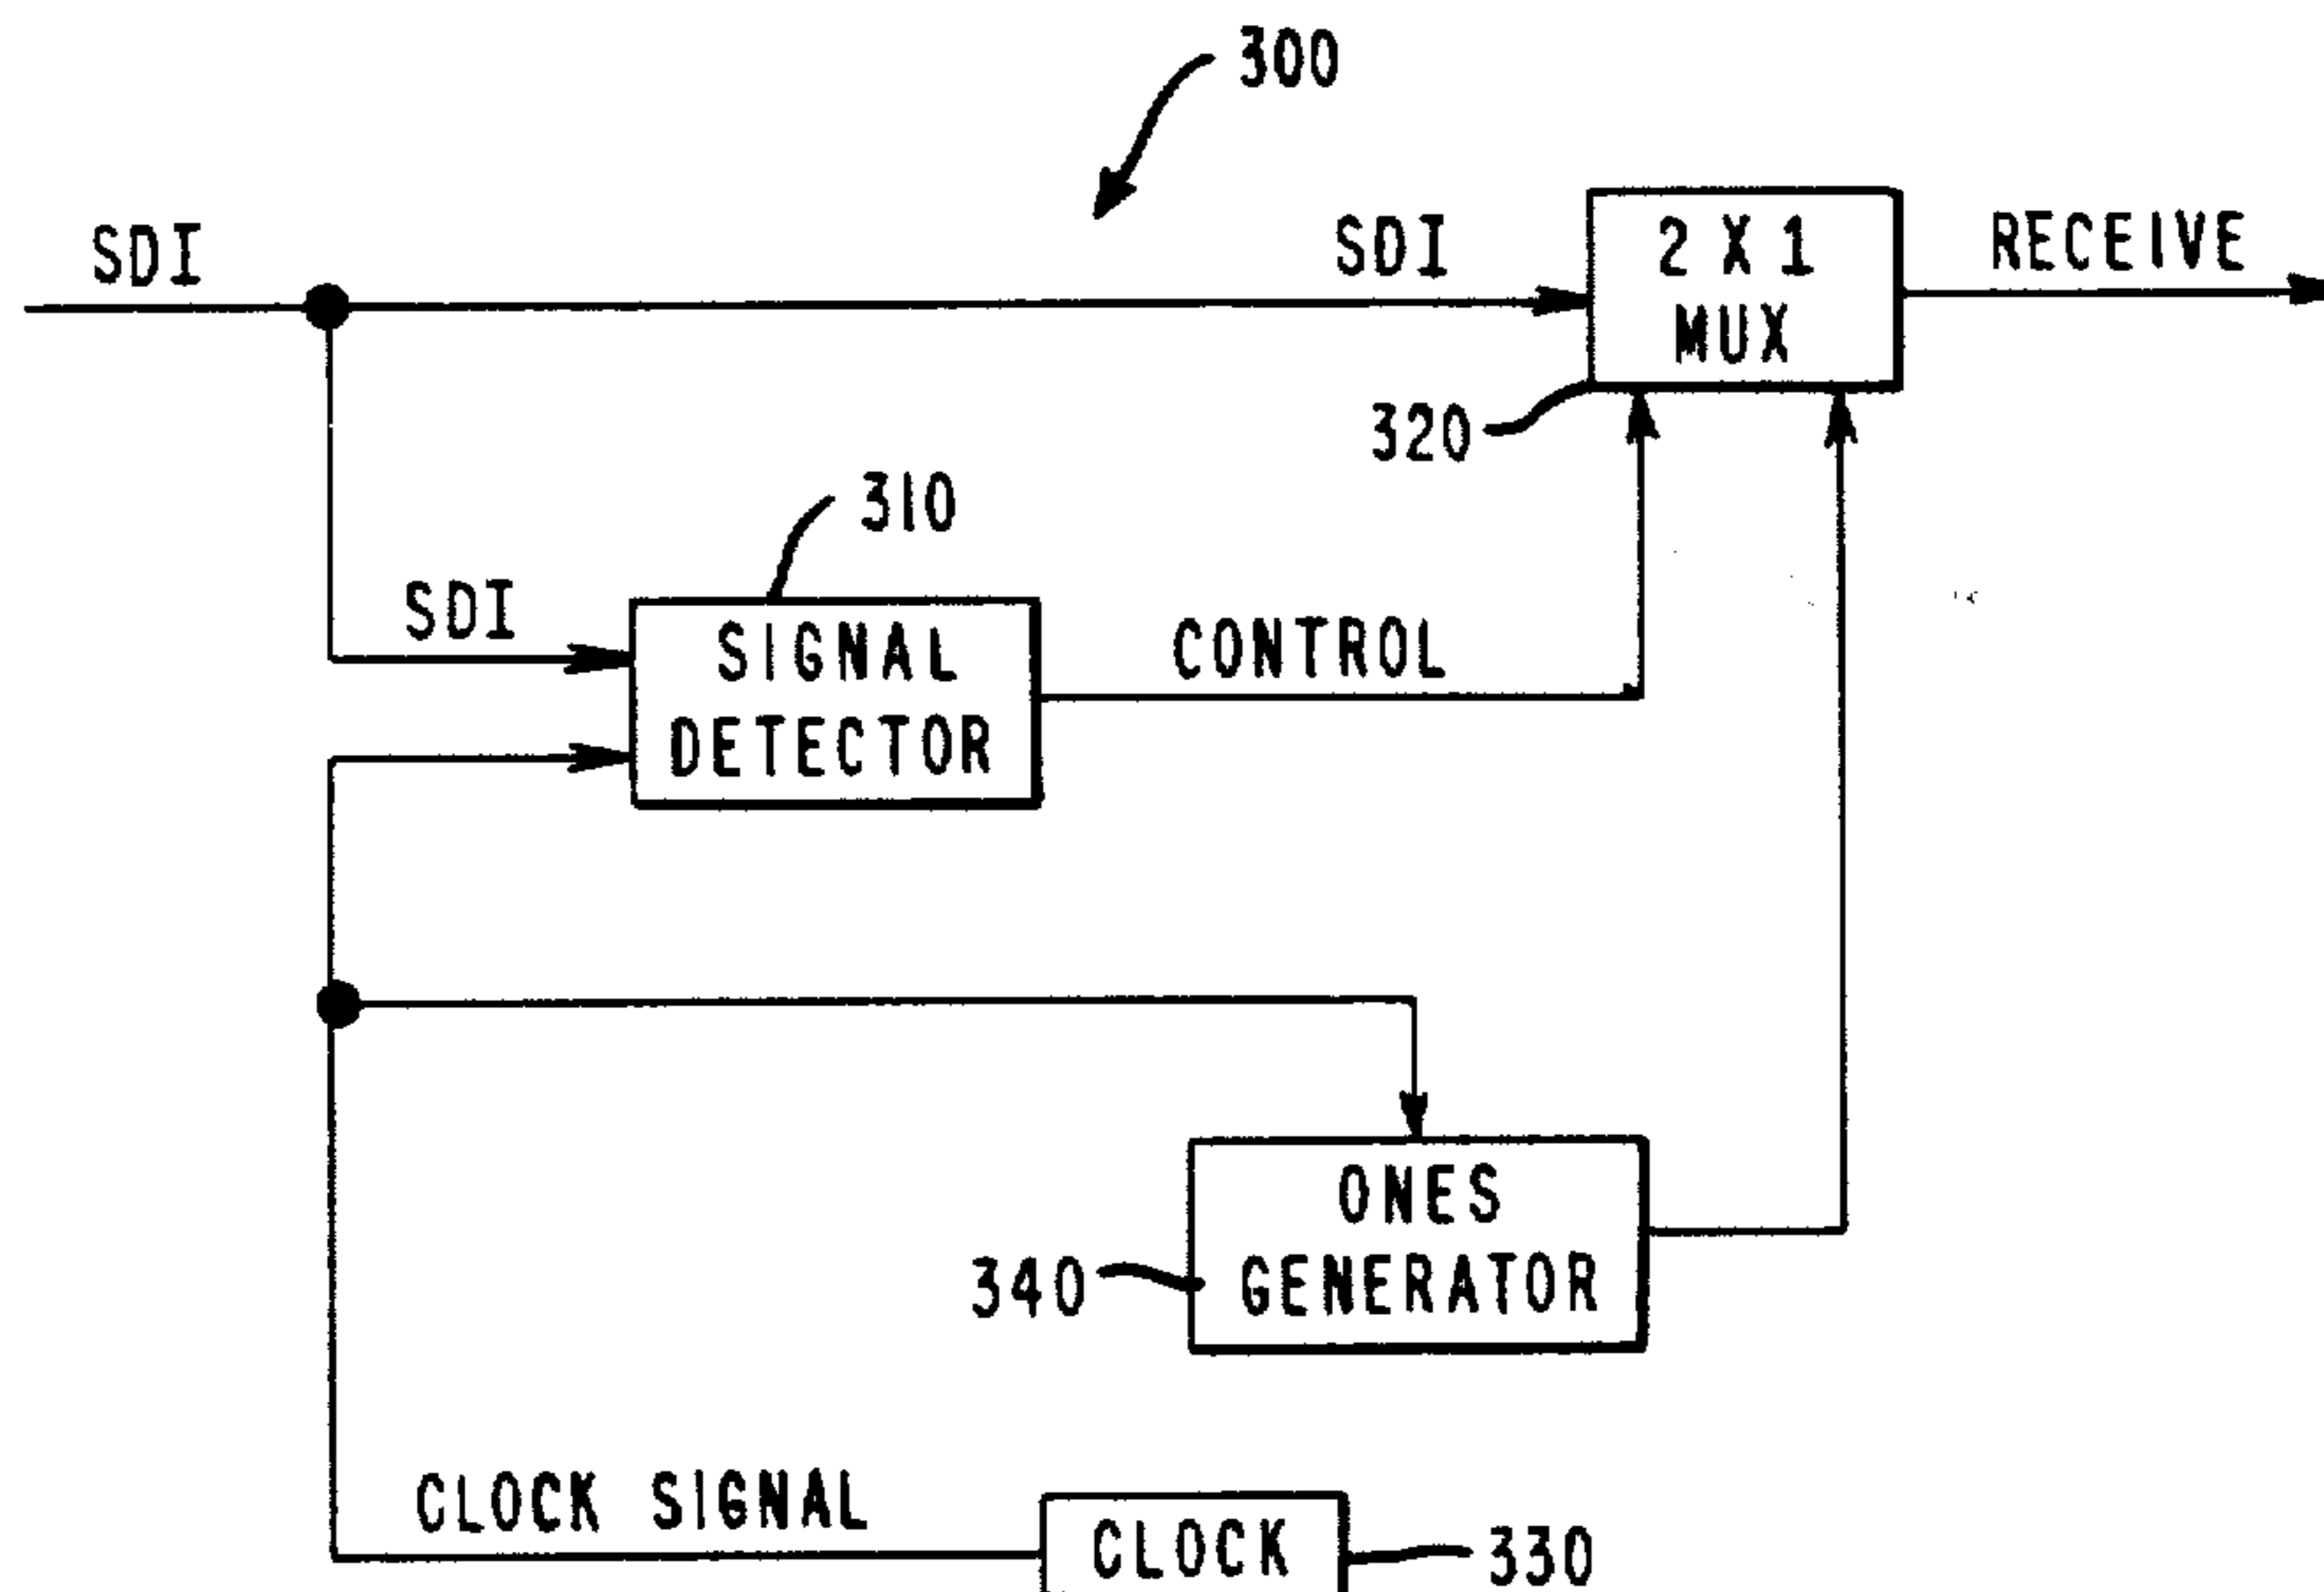 300
SDI
SDI
2 X 1
MUX
RECEIVE
320
310
SDI
SIGNAL
DETECTOR
CONTROL
ONES
GENERATOR
340
CLOCK SIGNAL
CLOCK
330